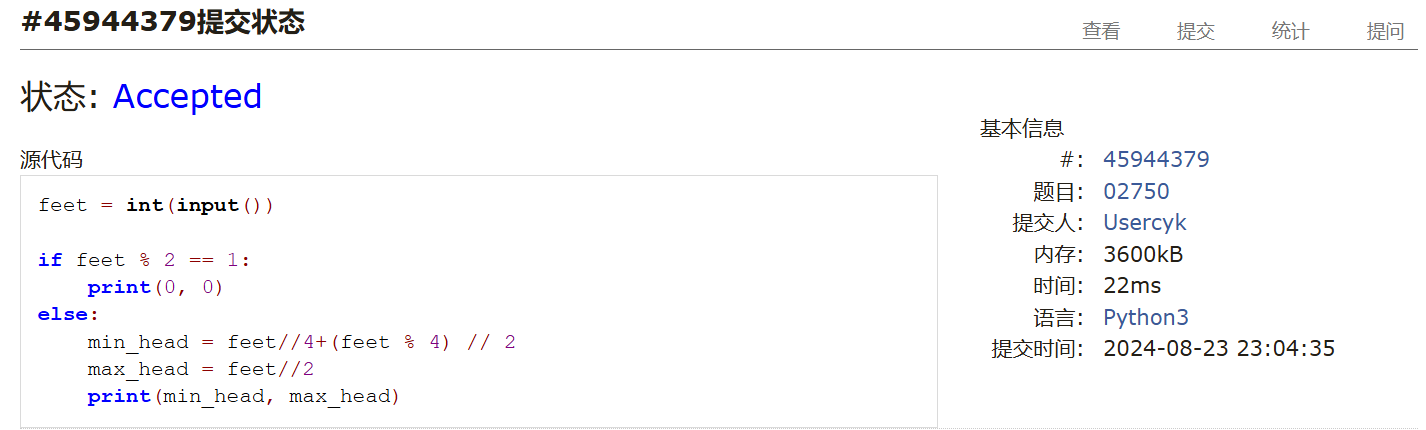 #45944379提交状态
查看 提交 统计 提问
状态: Accepted
源代码
feet = int(input())
if feet % 2 == 1:
    print(0, 0)
else:
    min_head = feet//4+(feet % 4) // 2
    max_head = feet//2
    print(min_head, max_head)
基本信息
#: 45944379
题目: 02750
提交人: Usercyk
内存: 3600kB
时间: 22ms
语言: Python3
提交时间: 2024-08-23 23:04:35